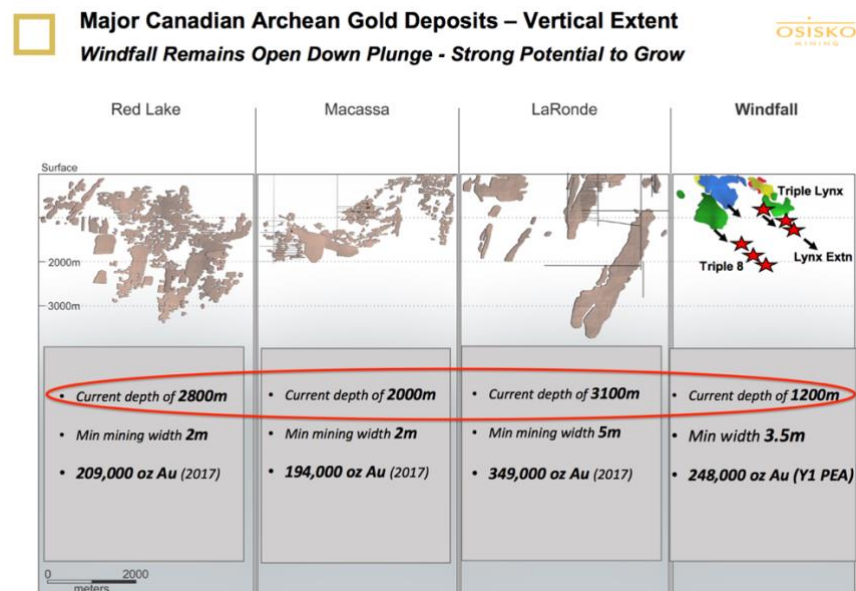 Major Canadian Archean Gold Deposits – Vertical Extent
Windfall Remains Open Down Plunge - Strong Potential to Grow
OSISKO
MINING
Red Lake
Macassa
LaRonde
Windfall
Surface
2000m
3000m
Triple Lynx
Lynx Extn
Triple 8
• Current depth of 2800m
• Min mining width 2m
• 209,000 oz Au (2017)
• Current depth of 2000m
• Min mining width 2m
• 194,000 oz Au (2017)
• Current depth of 3100m
• Min mining width 5m
• 349,000 oz Au (2017)
• Current depth of 1200m
• Min width 3.5m
• 248,000 oz Au (Y1 PEA)
0 2000
meters